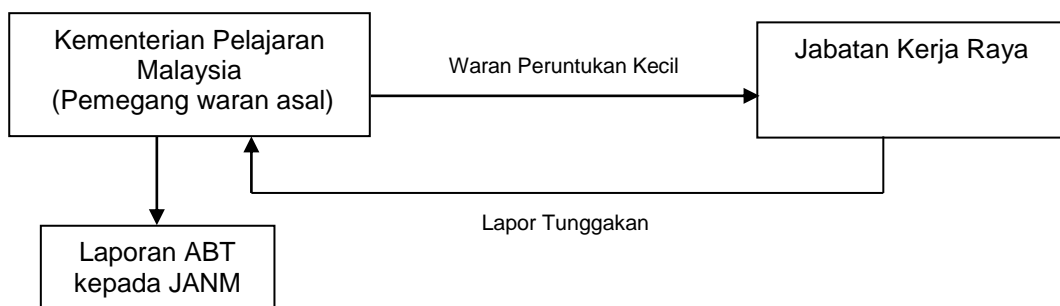 Kementerian Pelajaran
Malaysia
(Pemegang waran asal)
Waran Peruntukan Kecil
Jabatan Kerja Raya
Lapor Tunggakan
Laporan ABT
kepada JANM